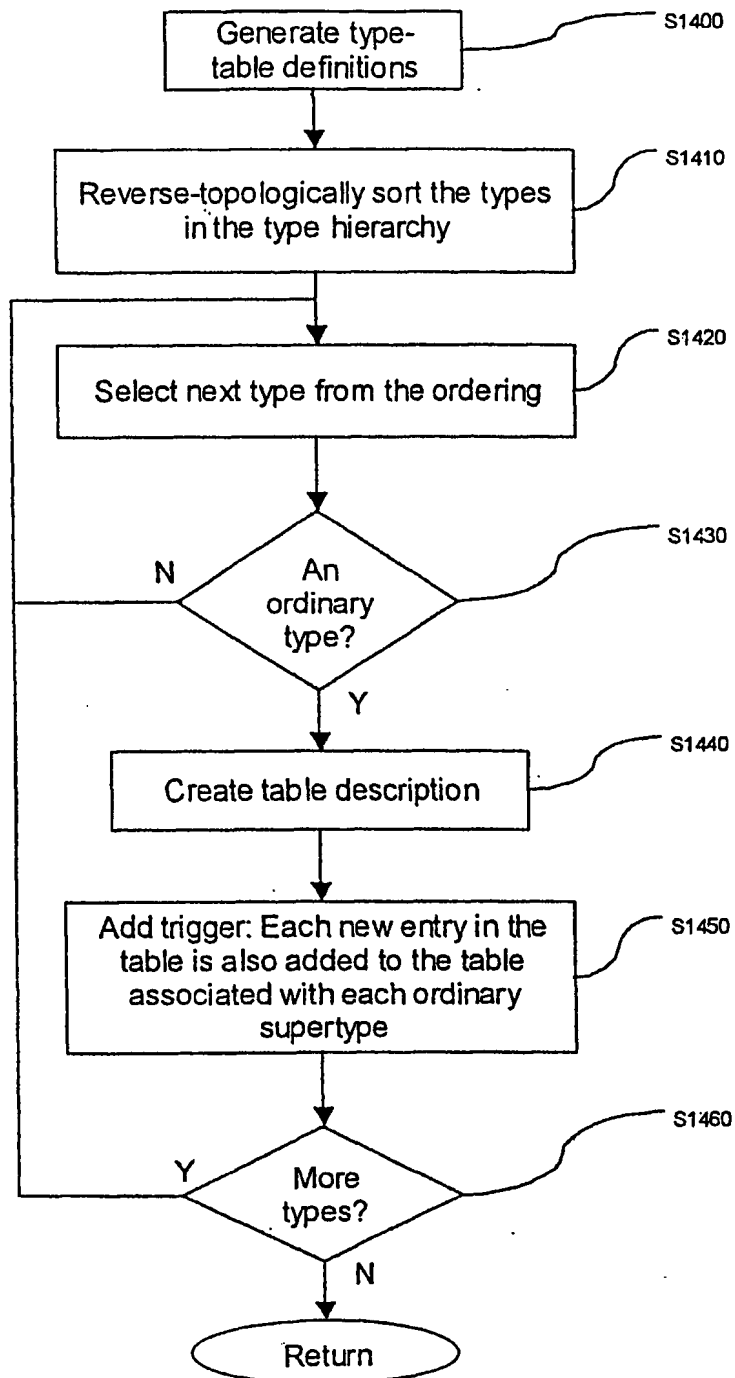 Generate type-
table definitions
S1400
Reverse-topologically sort the types
in the type hierarchy
S1410
Select next type from the ordering
S1420
An
ordinary
type?
S1430
N
Y
Create table description
S1440
Add trigger: Each new entry in the
table is also added to the table
associated with each ordinary
supertype
S1450
More
types?
S1460
Y
N
Return